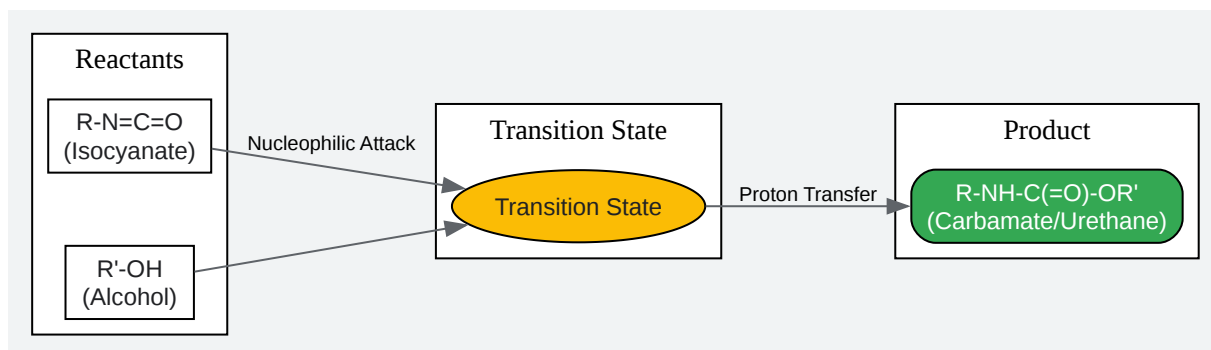 Reactants
R-N=C=O
(Isocyanate)
R'-OH
(Alcohol)
Nucleophilic Attack
Transition State
Transition State
Proton Transfer
Product
R-NH-C(=O)-OR'
(Carbamate/Urethane)